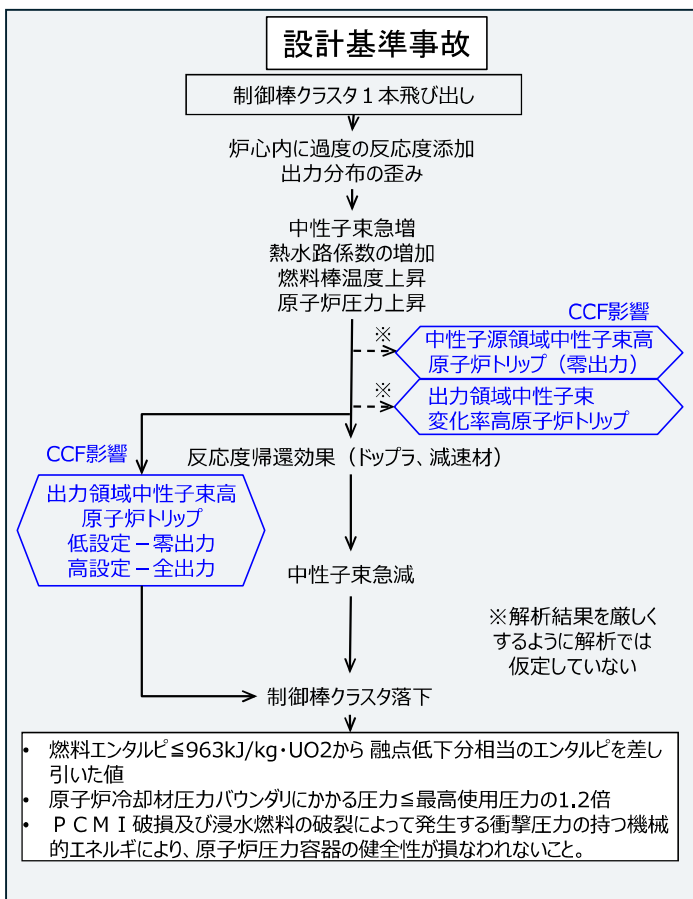 設計基準事故
制御棒クラスタ１本飛び出し
炉心内に過度の反応度添加
出力分布の歪み
中性子束急増
熱水路係数の増加
燃料棒温度上昇
原子炉圧力上昇
CCF影響
※
中性子源領域中性子束高
原子炉トリップ（零出力）
※
出力領域中性子束
変化率高原子炉トリップ
CCF影響
反応度帰還効果（ドップラ、減速材）
出力領域中性子束高
原子炉トリップ
低設定－零出力
高設定－全出力
中性子束急減
※解析結果を厳しく
するように解析では
仮定していない
制御棒クラスタ落下
• 燃料エンタルピ≦963kJ/kg･UO2から 融点低下分相当のエンタルピを差し
引いた値
• 原子炉冷却材圧力バウンダリにかかる圧力≦最高使用圧力の1.2倍
• ＰＣＭＩ破損及び浸水燃料の破裂によって発生する衝撃圧力の持つ機械
的エネルギにより、原子炉圧力容器の健全性が損なわれないこと。